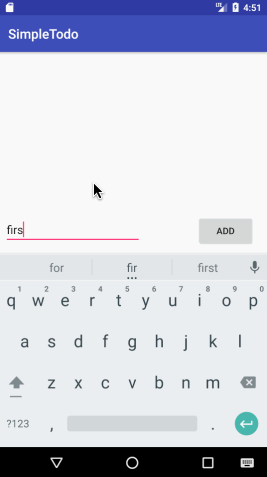 4:51
SimpleTodo
firs
ADD
for fir first
1 2 3 4 5 6 7 8 9 0
q w e r t y u i o p
a s d f g h j k l
z x c v b n m
?123 , .